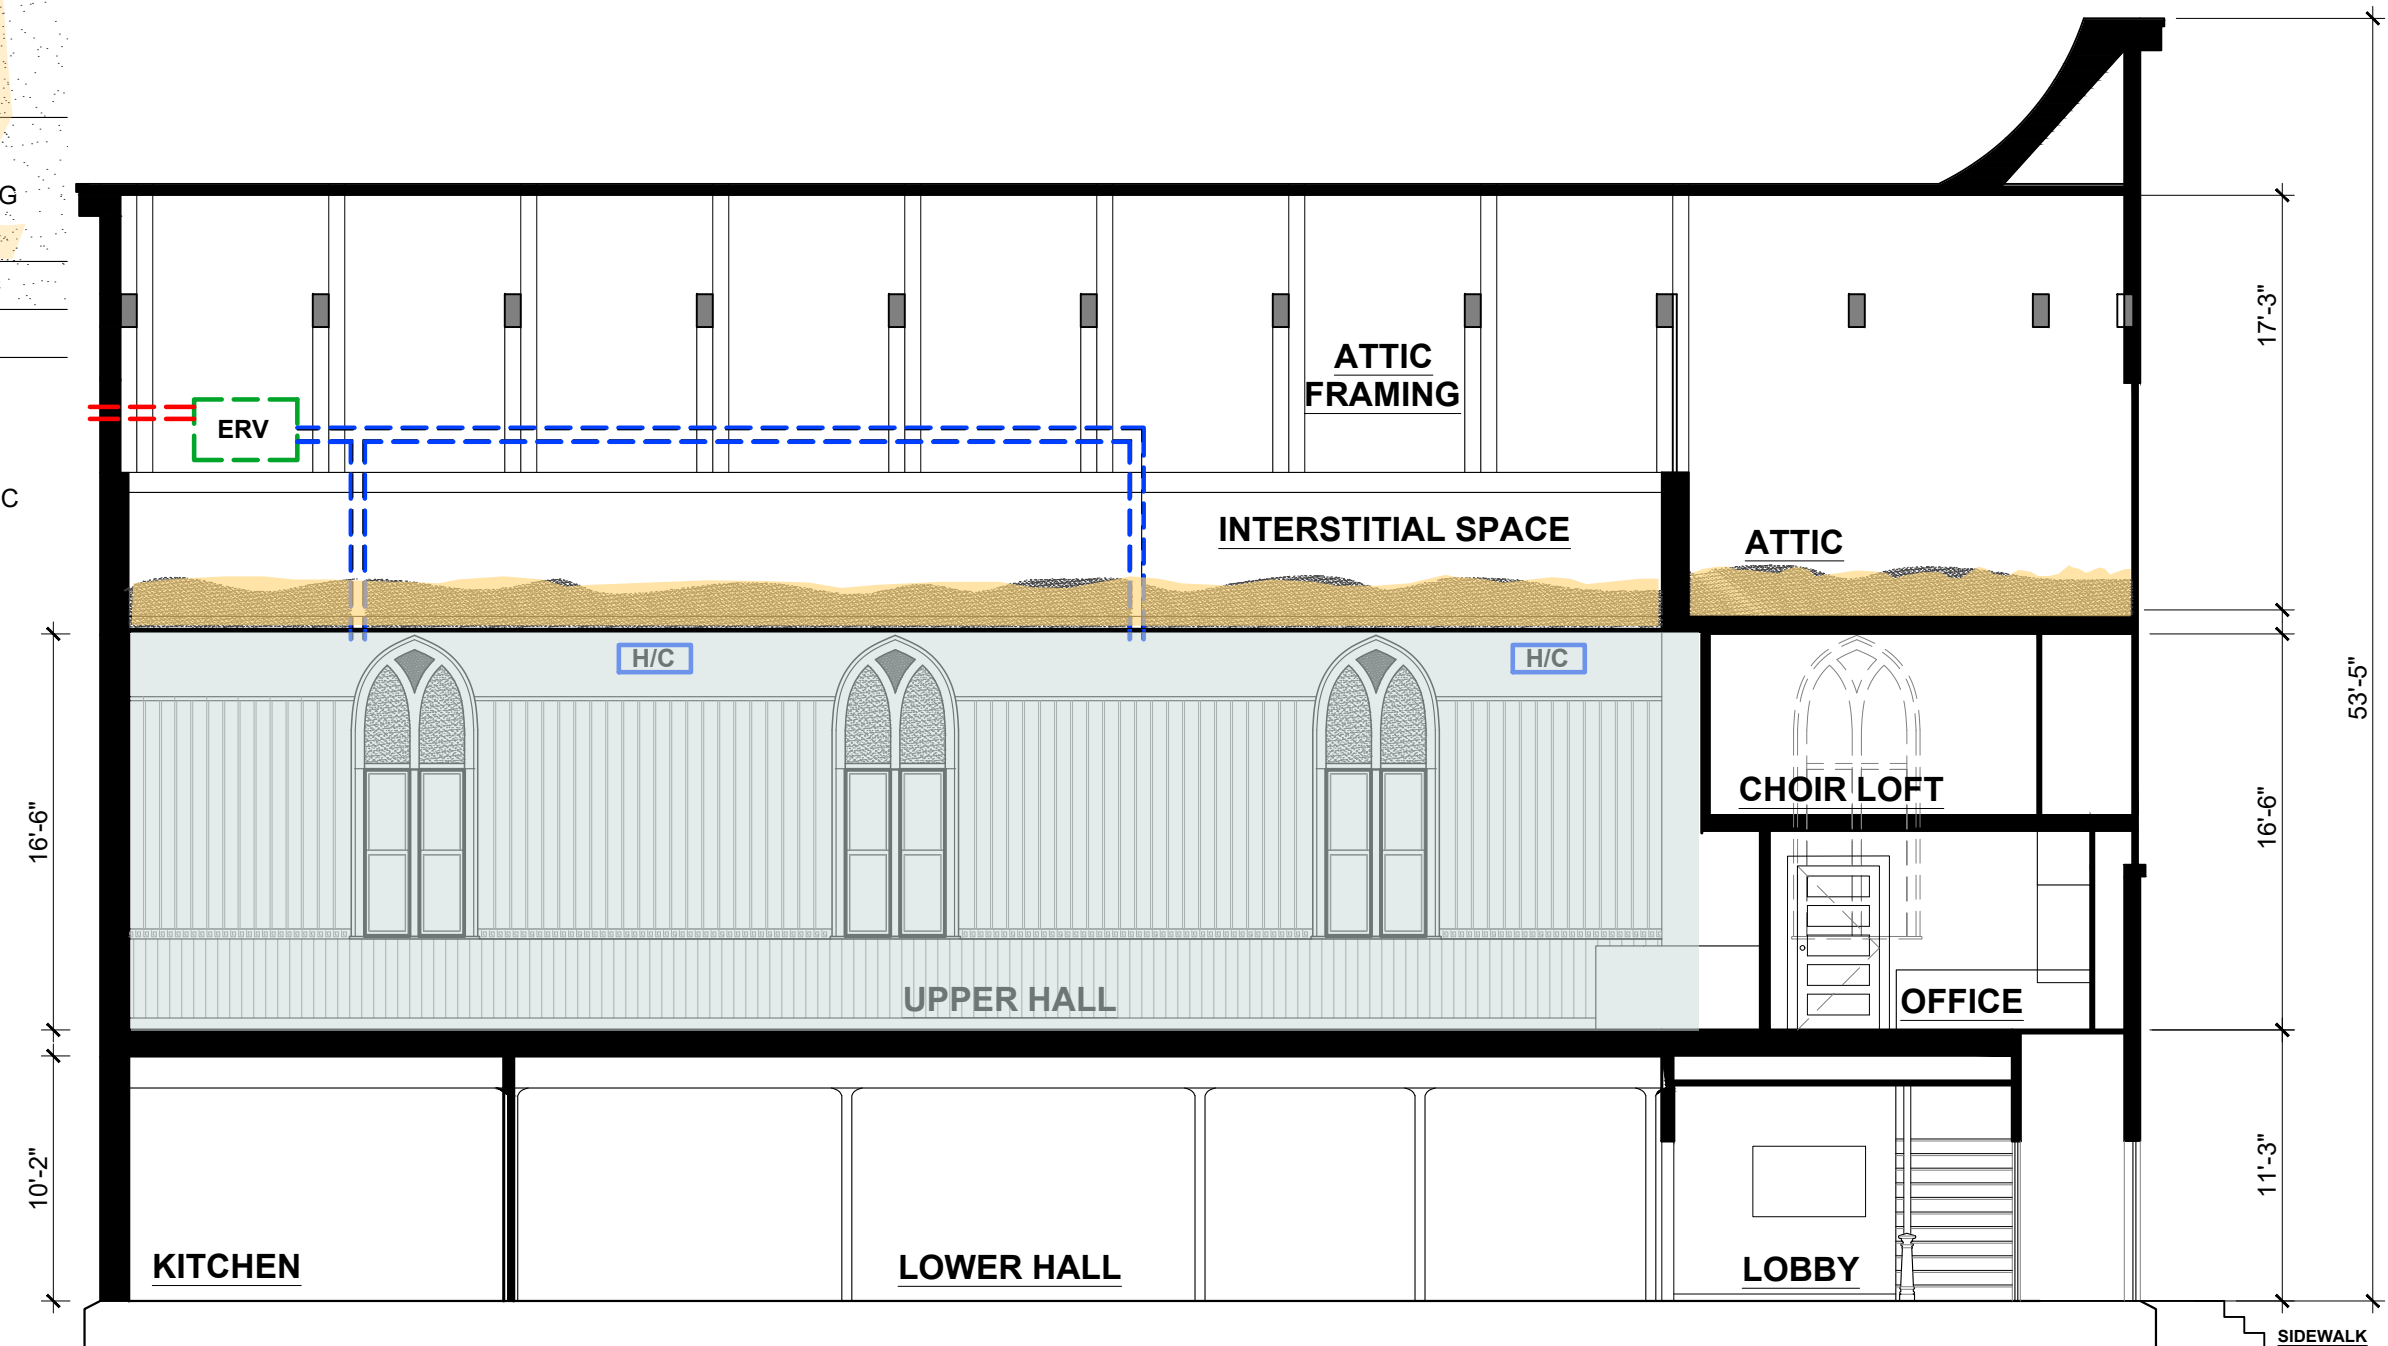 G
17'-3"
ATTIC
FRAMING
ERV
C
INTERSTITIAL SPACE
ATTIC
H/C
H/C
53'-5"
CHOIR LOFT
16'-6"
16'-6"
UPPER HALL
OFFICE
10'-2"
11'-3"
KITCHEN
LOWER HALL
LOBBY
SIDEWALK